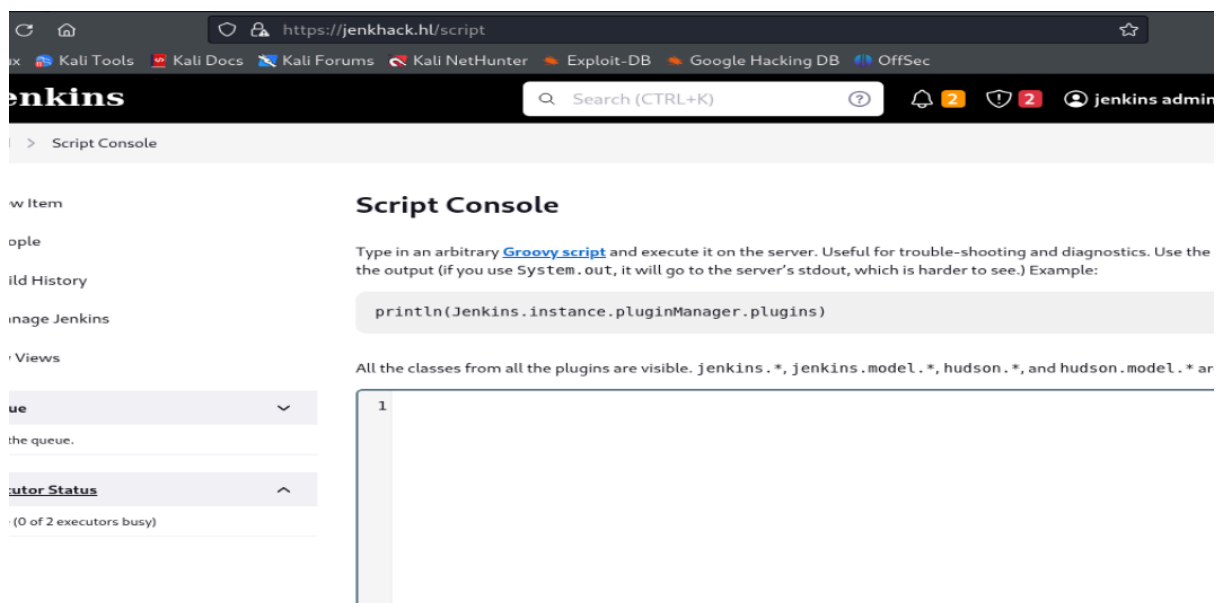 https://jenkhack.hl/script
Kali Tools Kali Docs Kali Forums Kali NetHunter Exploit-DB Google Hacking DB OffSec
enkins Search (CTRL+K) 2 2 jenkins admin
> Script Console
w Item
ople
ild History
nage Jenkins
Views
Script Console
Type in an arbitrary Groovy script and execute it on the server. Useful for trouble-shooting and diagnostics. Use the
the output (if you use System.out, it will go to the server's stdout, which is harder to see.) Example:
println(Jenkins.instance.pluginManager.plugins)
All the classes from all the plugins are visible. jenkins.*, jenkins.model.*, hudson.*, and hudson.model.* ar
ue
the queue.
utor Status
(0 of 2 executors busy)
1